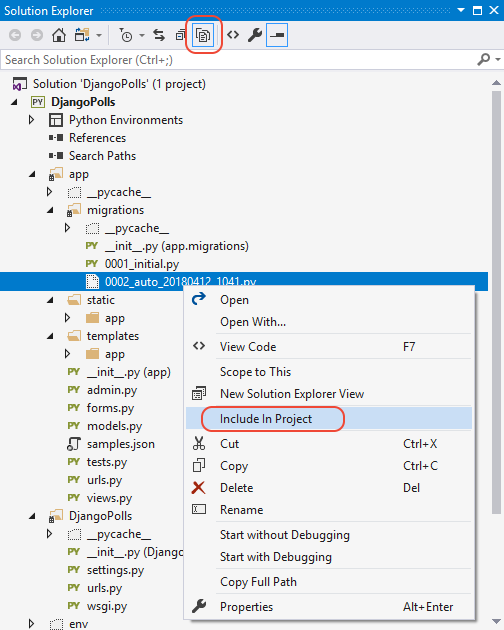 Solution Explorer
Search Solution Explorer (Ctrl+;)
Solution 'DjangoPolls' (1 project)
PY DjangoPolls
Python Environments
References
Search Paths
app
__pycache__
migrations
__pycache__
PY __init__.py (app.migrations)
PY 0001_initial.py
0002_auto_20180412_1041.py
static
app
templates
app
PY __init__.py (app)
PY admin.py
PY forms.py
PY models.py
samples.json
PY tests.py
PY urls.py
PY views.py
DjangoPolls
__pycache__
PY __init__.py (Djang
PY settings.py
PY urls.py
PY wsgi.py
env
Open
Open With...
View Code F7
Scope to This
New Solution Explorer View
Include In Project
Cut Ctrl+X
Copy Ctrl+C
Delete Del
Rename
Start without Debugging
Start with Debugging
Copy Full Path
Properties Alt+Enter